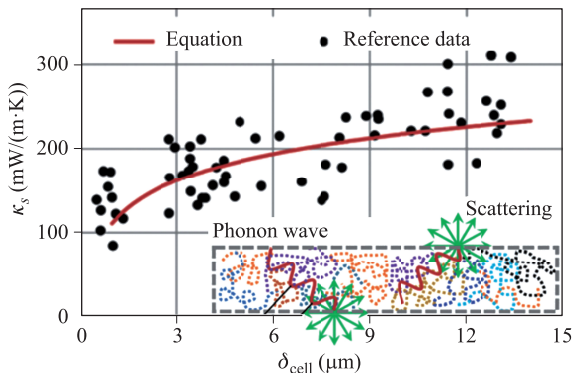 Equation
Reference data
300
200
100
0
κs (mW/(m·K))
Phonon wave
Scattering
0
3
6
9
12
15
δcell (μm)